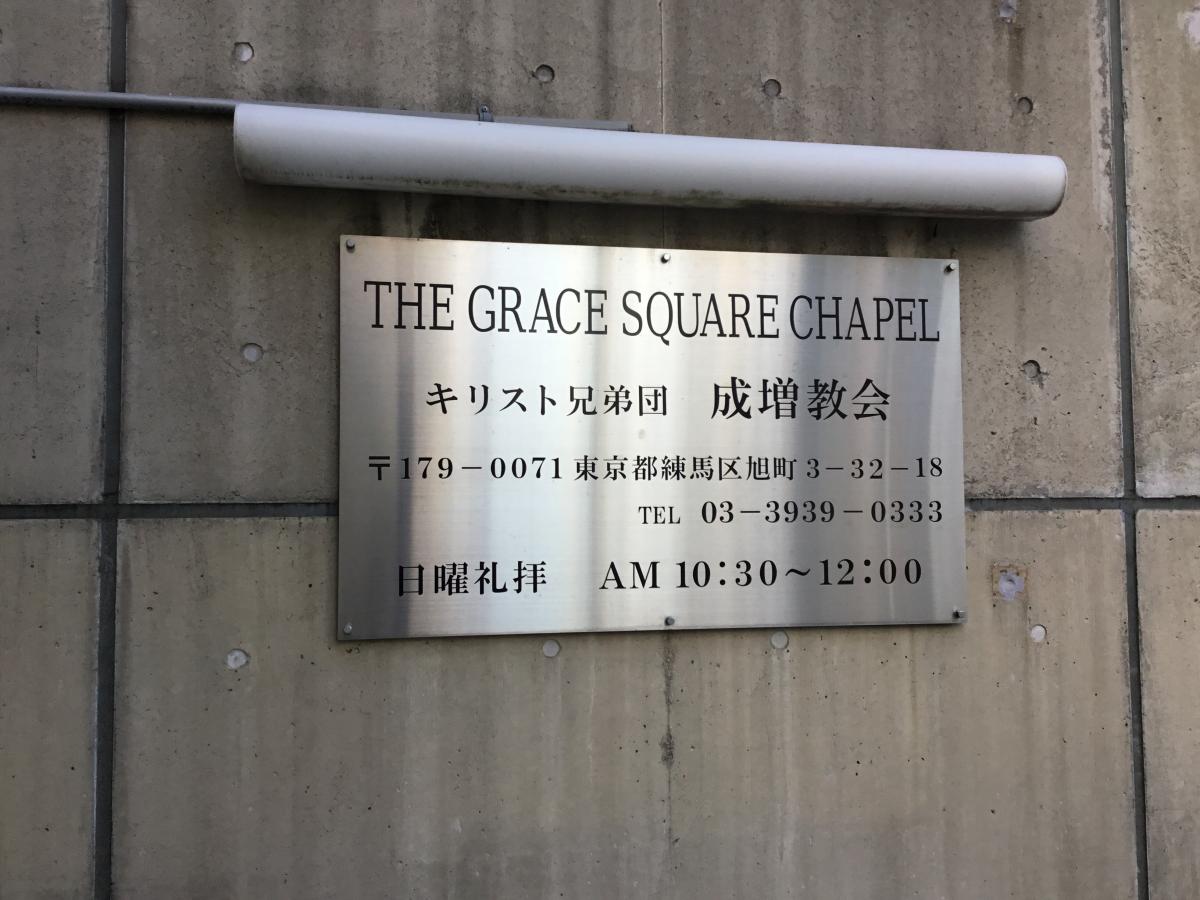 THE GRACE SQUARE CHAPEL
キリスト兄弟団 成増教会
〒179-0071 東京都練馬区旭町 3-32-18
TEL 03-3939-0333
日曜礼拝 AM 10:30~12:00